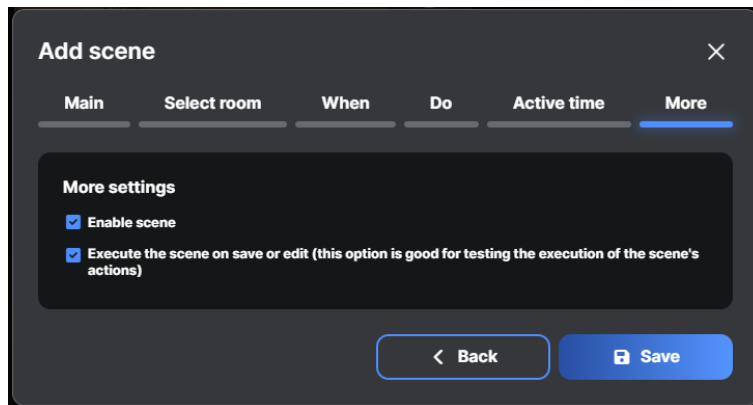 Add scene
Main Select room When Do Active time More
More settings
Enable scene
Execute the scene on save or edit (this option is good for testing the execution of the scene's
actions)
Back Save